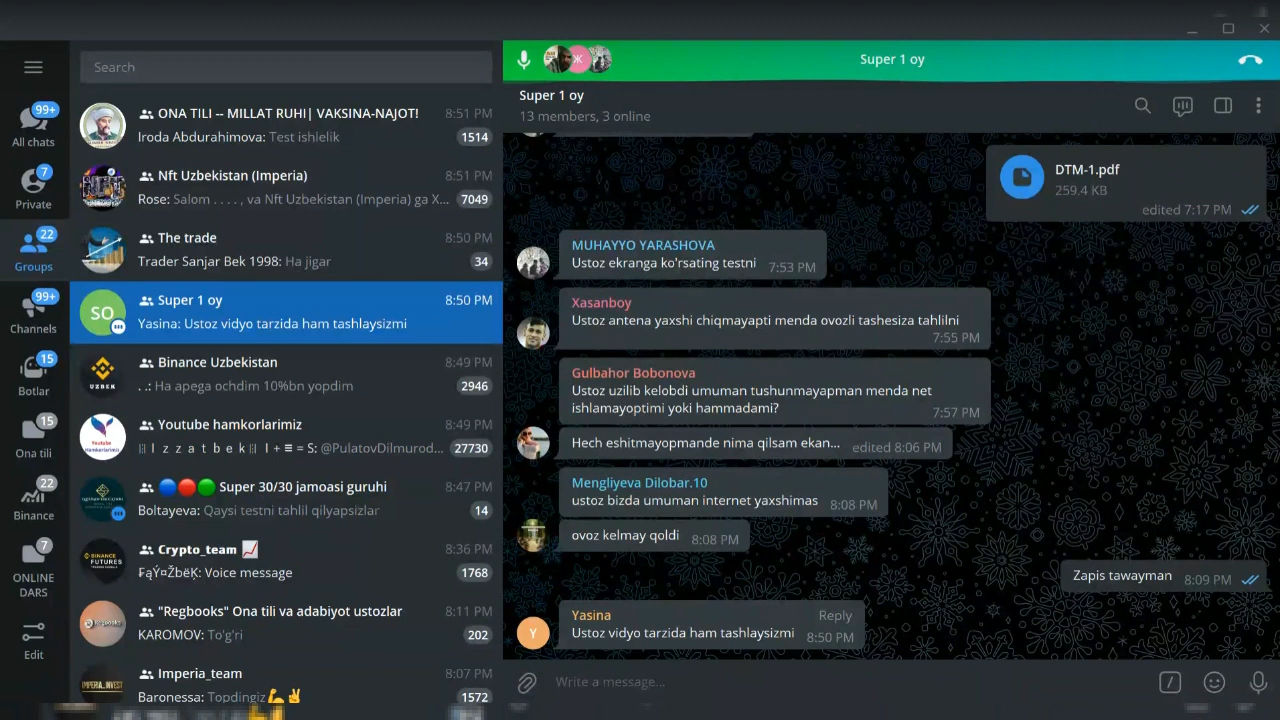 Search
99+
All chats
7
Private
22
Groups
99+
Channels
15
Botlar
15
Ona tili
22
Binance
7
ONLINE
DARS
Edit
ONA TILI -- MILLAT RUHI| VAKSINA-NAJOT! 8:51 PM
Iroda Abdurahimova: Test ishlelik 1514
Nft Uzbekistan (Imperia) 8:51 PM
Rose: Salom . . . . , va Nft Uzbekistan (Imperia) ga X... 7049
The trade 8:50 PM
Trader Sanjar Bek 1998: Ha jigar 34
SO
Super 1 oy 8:50 PM
Yasina: Ustoz vidyo tarzida ham tashlaysizmi
UZBEK
Binance Uzbekistan 8:49 PM
. .: Ha apega ochdim 10%bn yopdim 2946
Youtube hamkorlarimiz 8:49 PM
I z z a t b e k I + ≡ = S: @PulatovDilmurod... 27730
Super 30/30 jamoasi guruhi 8:47 PM
Boltayeva: Qaysi testni tahlil qilyapsizlar 14
BINANCE
FUTURES
Crypto_team 8:36 PM
ҒąÝ¤ŽbëĶ: Voice message 1768
"Regbooks" Ona tili va adabiyot ustozlar 8:11 PM
KAROMOV: To'g'ri 202
IMPERIA_INVEST
Imperia_team 8:07 PM
Baronessa: Topdingiz 1572
Ж
Super 1 oy
Super 1 oy
13 members, 3 online
DTM-1.pdf
259.4 KB
edited 7:17 PM
MUHAYYO YARASHOVA
Ustoz ekranga ko'rsating testni 7:53 PM
Xasanboy
Ustoz antena yaxshi chiqmayapti menda ovozli tashesiza tahlilni
7:55 PM
Gulbahor Bobonova
Ustoz uzilib kelobdi umuman tushunmayapman menda net
ishlamayoptimi yoki hammadami? 7:57 PM
Hech eshitmayopmande nima qilsam ekan... edited 8:06 PM
Mengliyeva Dilobar.10
ustoz bizda umuman internet yaxshimas 8:08 PM
ovoz kelmay qoldi 8:08 PM
Zapis tawayman 8:09 PM
Y
Yasina Reply
Ustoz vidyo tarzida ham tashlaysizmi 8:50 PM
Write a message...